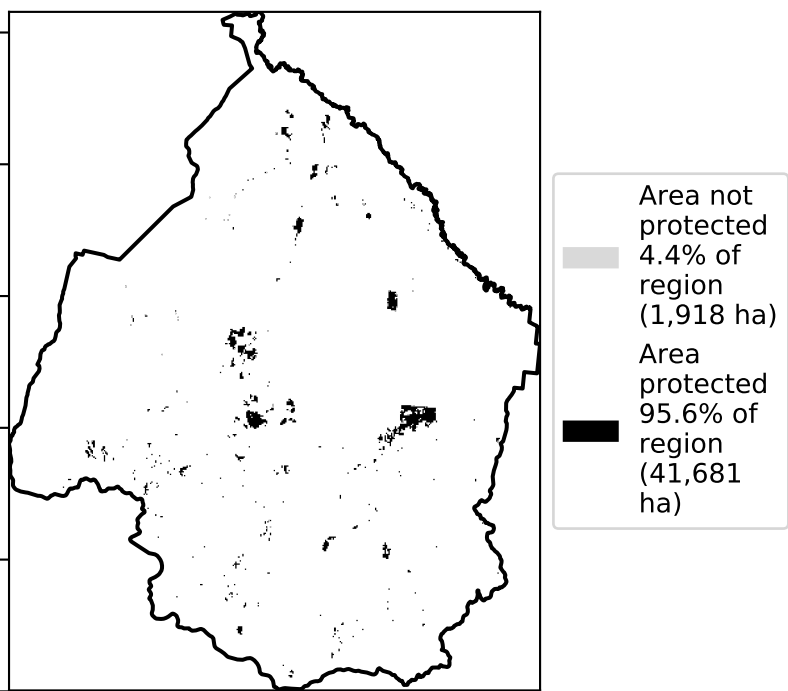 Area not
protected
4.4% of
region
(1,918 ha)
Area
protected
95.6% of
region
(41,681
ha)